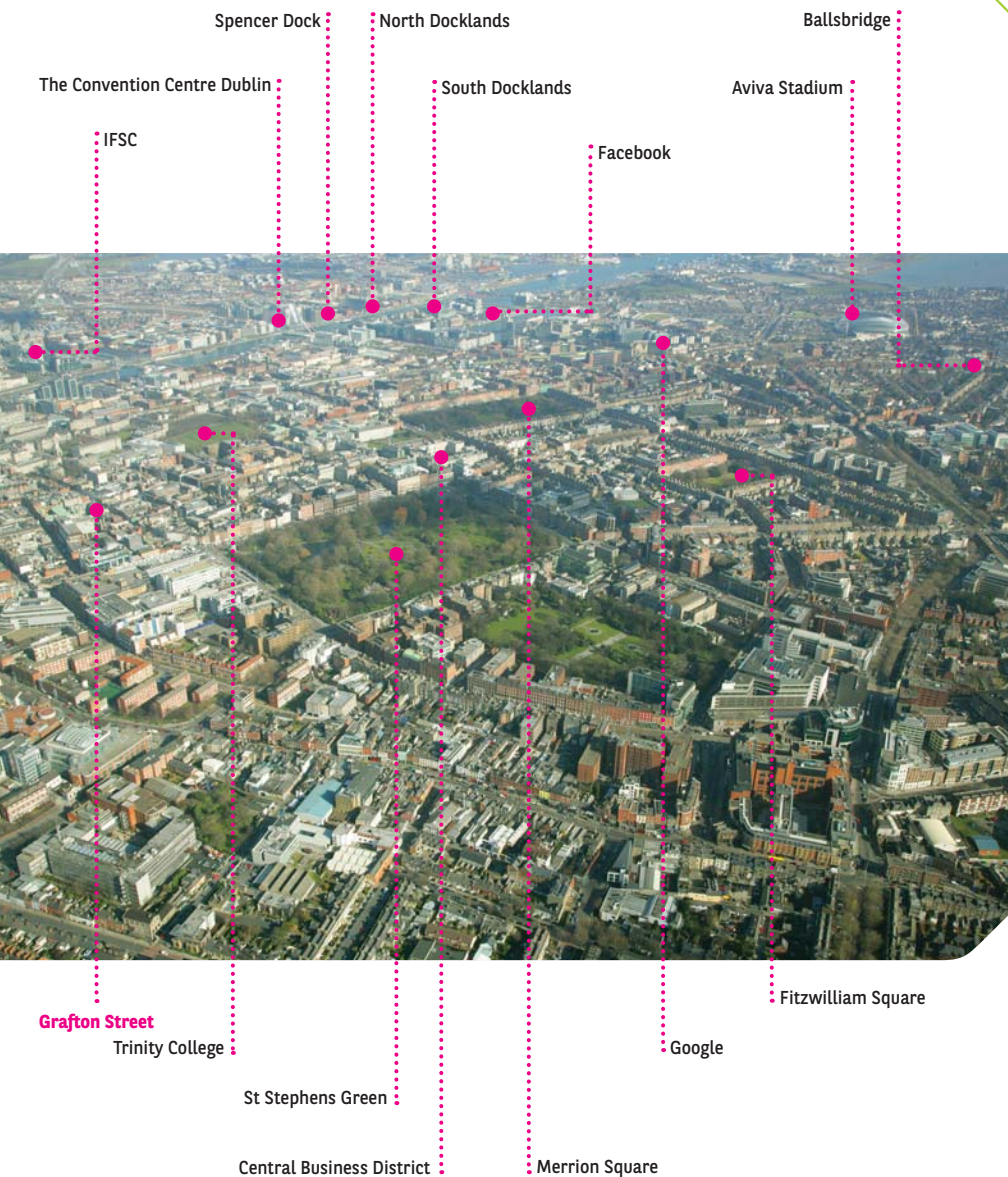 Spencer Dock
North Docklands
Ballsbridge
The Convention Centre Dublin
South Docklands
Aviva Stadium
IFSC
Facebook
Fitzwilliam Square
Grafton Street
Trinity College
Google
St Stephens Green
Central Business District
Merrion Square